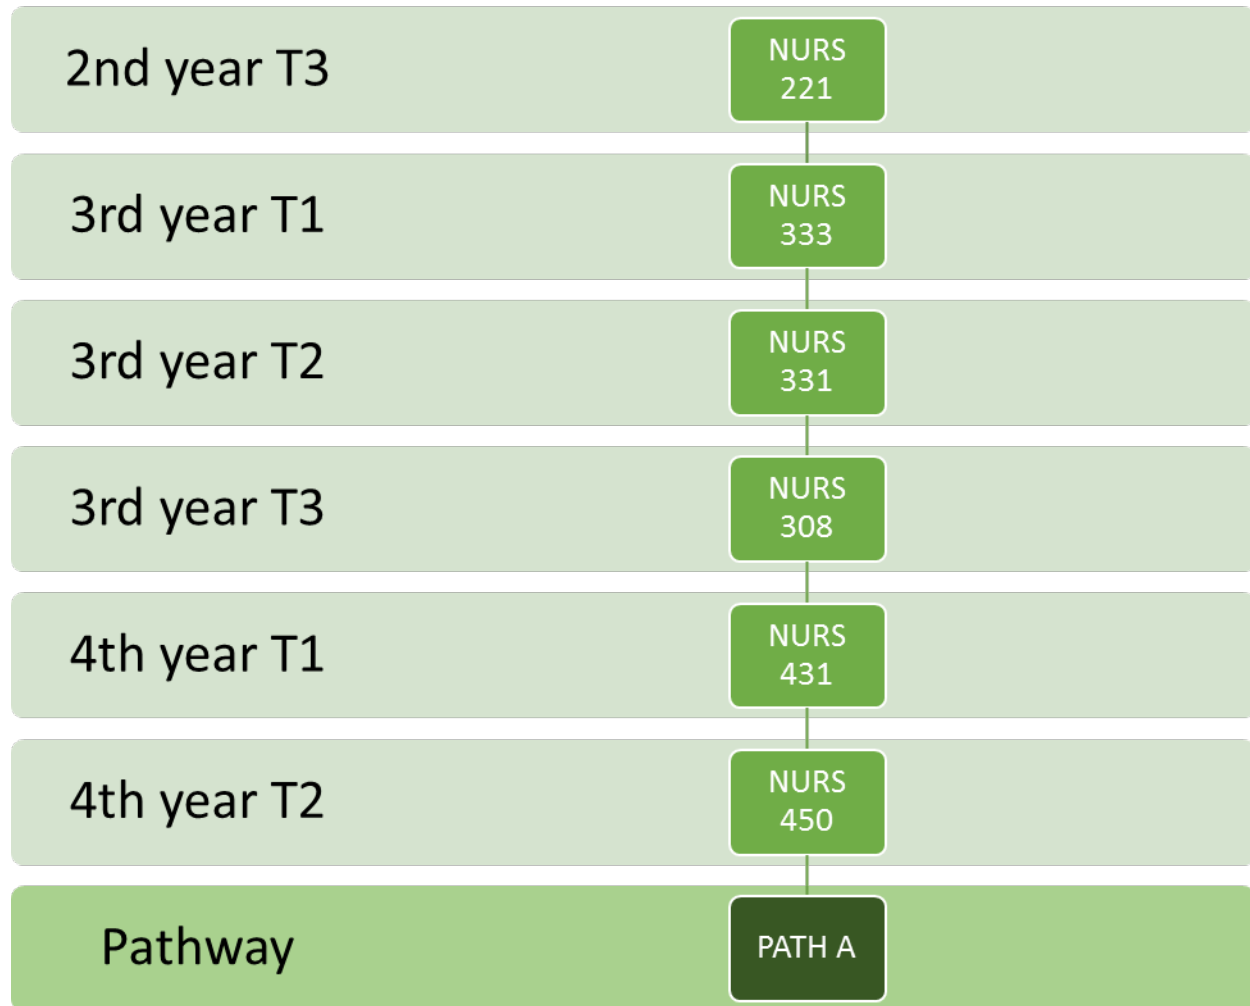 2nd year T3
NURS
221
3rd year T1
NURS
333
3rd year T2
NURS
331
3rd year T3
NURS
308
4th year T1
NURS
431
4th year T2
NURS
450
Pathway
PATH A